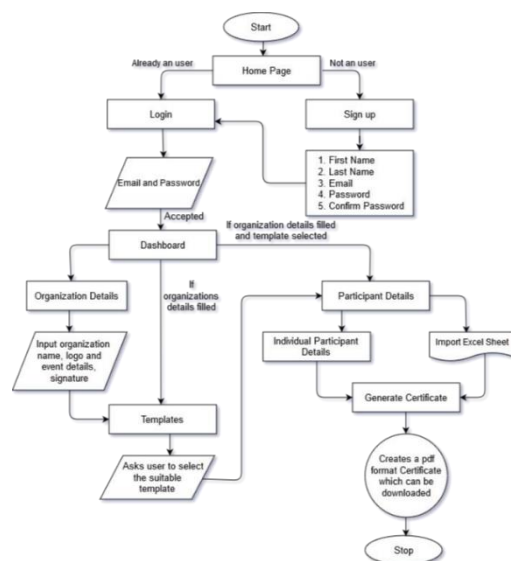 Start
Already an user
Not an user
Home Page
Login
Sign up
1. First Name
2. Last Name
3. Email
4. Password
5. Confirm Password
Email and Password
Accepted
If organization details filled
and template selected
Dashboard
If
organizations
details filled
Organization Details
Participant Details
Input organization
name, logo and
event details,
signature
Individual Participant
Details
Import Excel Sheet
Templates
Generate Certificate
Asks user to select
the suitable
template
Creates a pdf
format Certificate
which can be
downloaded
Stop